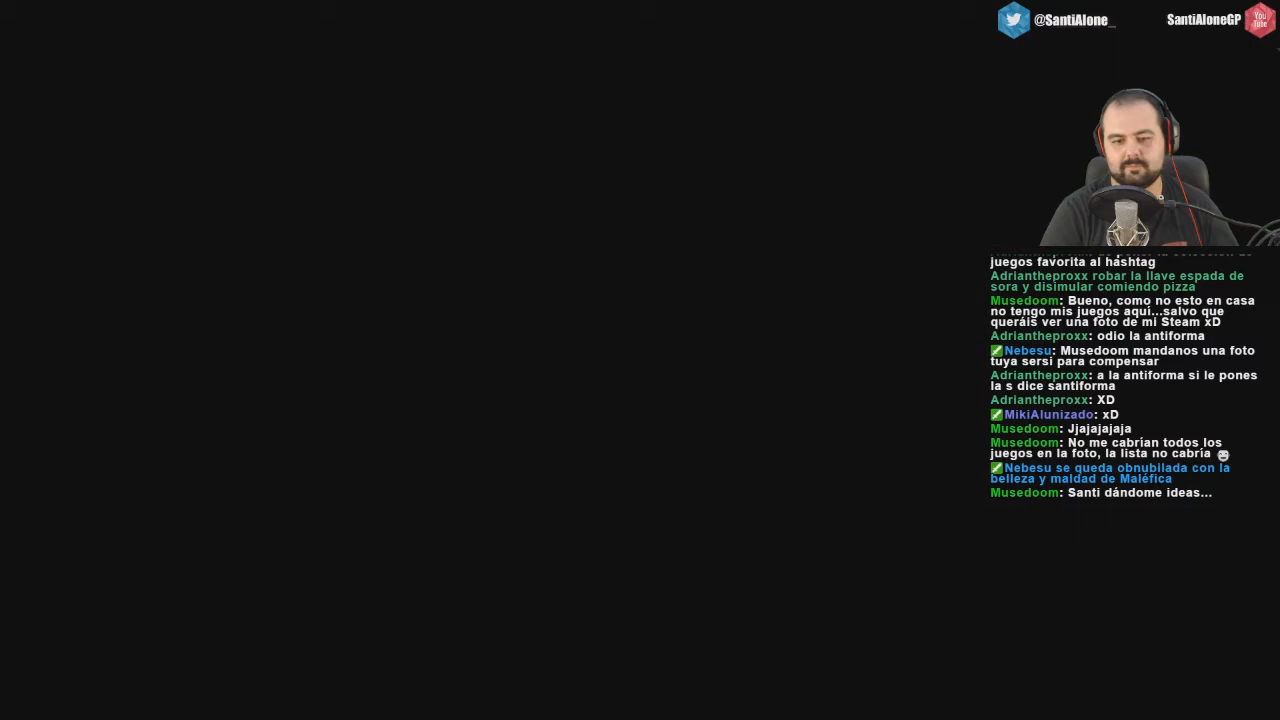 @SantiAlone_
SantiAloneGP
You
Tube
juegos favorita al hashtag
Adriantheproxx robar la llave espada de
sora y disimular comiendo pizza
Musedoom: Bueno, como no esto en casa
no tengo mis juegos aquí...salvo que
queráis ver una foto de mi Steam xD
Adriantheproxx: odio la antiforma
Nebesu: Musedoom mandanos una foto
tuya sersi para compensar
Adriantheproxx: a la antiforma si le pones
la s dice santiforma
Adriantheproxx: XD
MikiAlunizado: xD
Musedoom: Jjajajajaja
Musedoom: No me cabrían todos los
juegos en la foto, la lista no cabría
Nebesu se queda obnubilada con la
belleza y maldad de Maléfica
Musedoom: Santi dándome ideas...